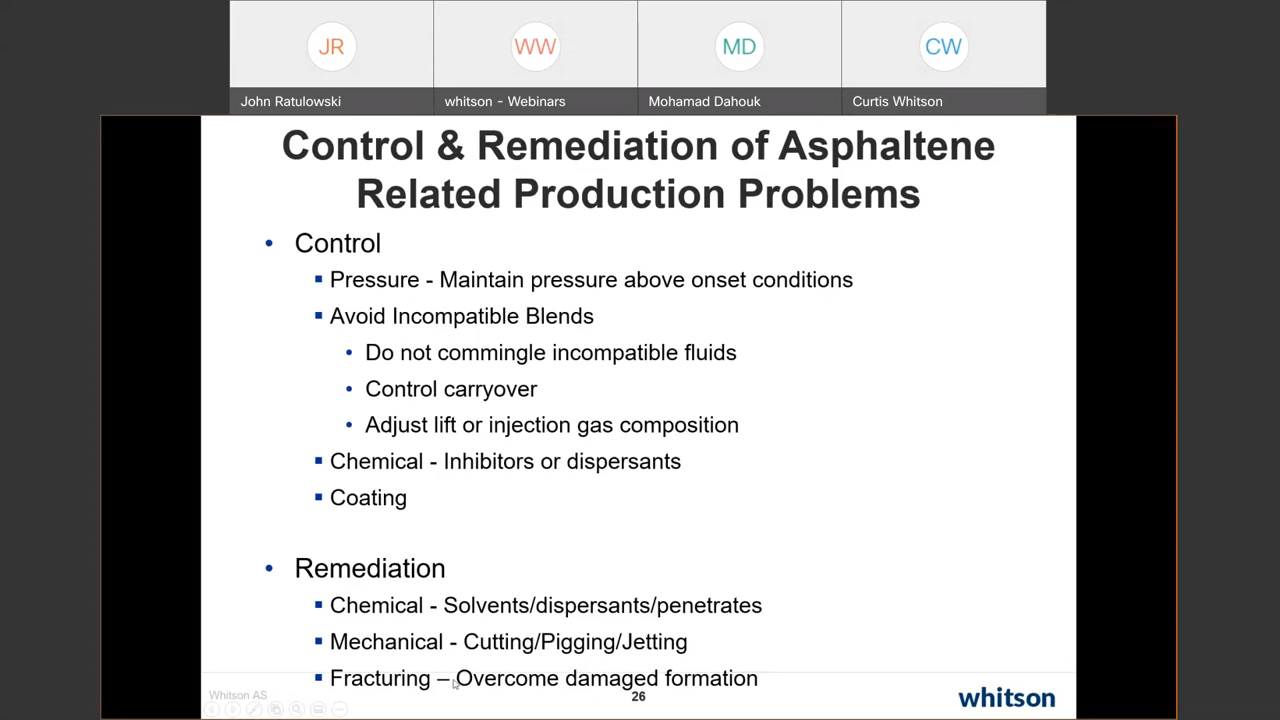 JR
WW
MD
CW
John Ratulowski
whitson - Webinars
Mohamad Dahouk
Curtis Whitson
Control & Remediation of Asphaltene
Related Production Problems
• Control
▪ Pressure - Maintain pressure above onset conditions
▪ Avoid Incompatible Blends
• Do not commingle incompatible fluids
• Control carryover
• Adjust lift or injection gas composition
▪ Chemical - Inhibitors or dispersants
▪ Coating
• Remediation
▪ Chemical - Solvents/dispersants/penetrates
▪ Mechanical - Cutting/Pigging/Jetting
▪ Fracturing – Overcome damaged formation
Whitson AS
26
whitson